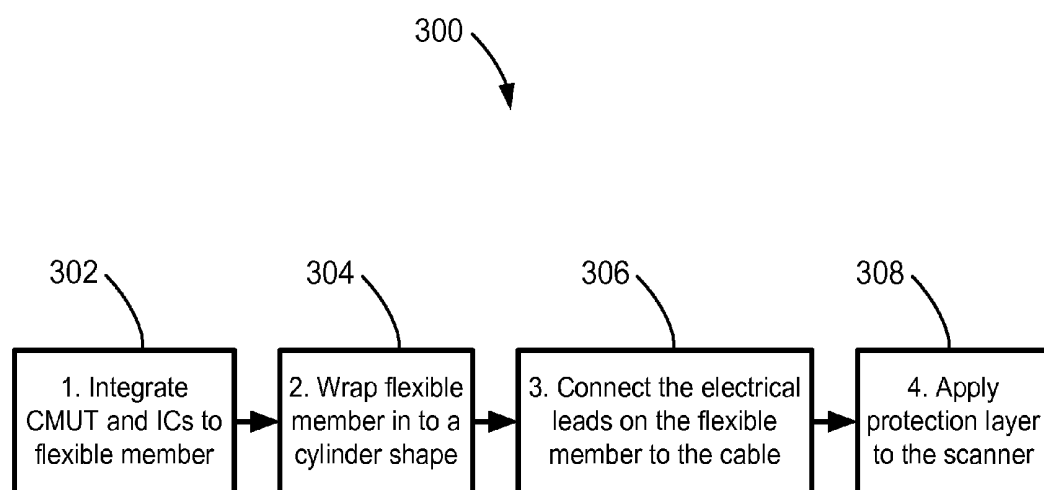 300
302
304
306
308
1. Integrate
CMUT and ICs to
flexible member
2. Wrap flexible
member in to a
cylinder shape
3. Connect the electrical
leads on the flexible
member to the cable
4. Apply
protection layer
to the scanner